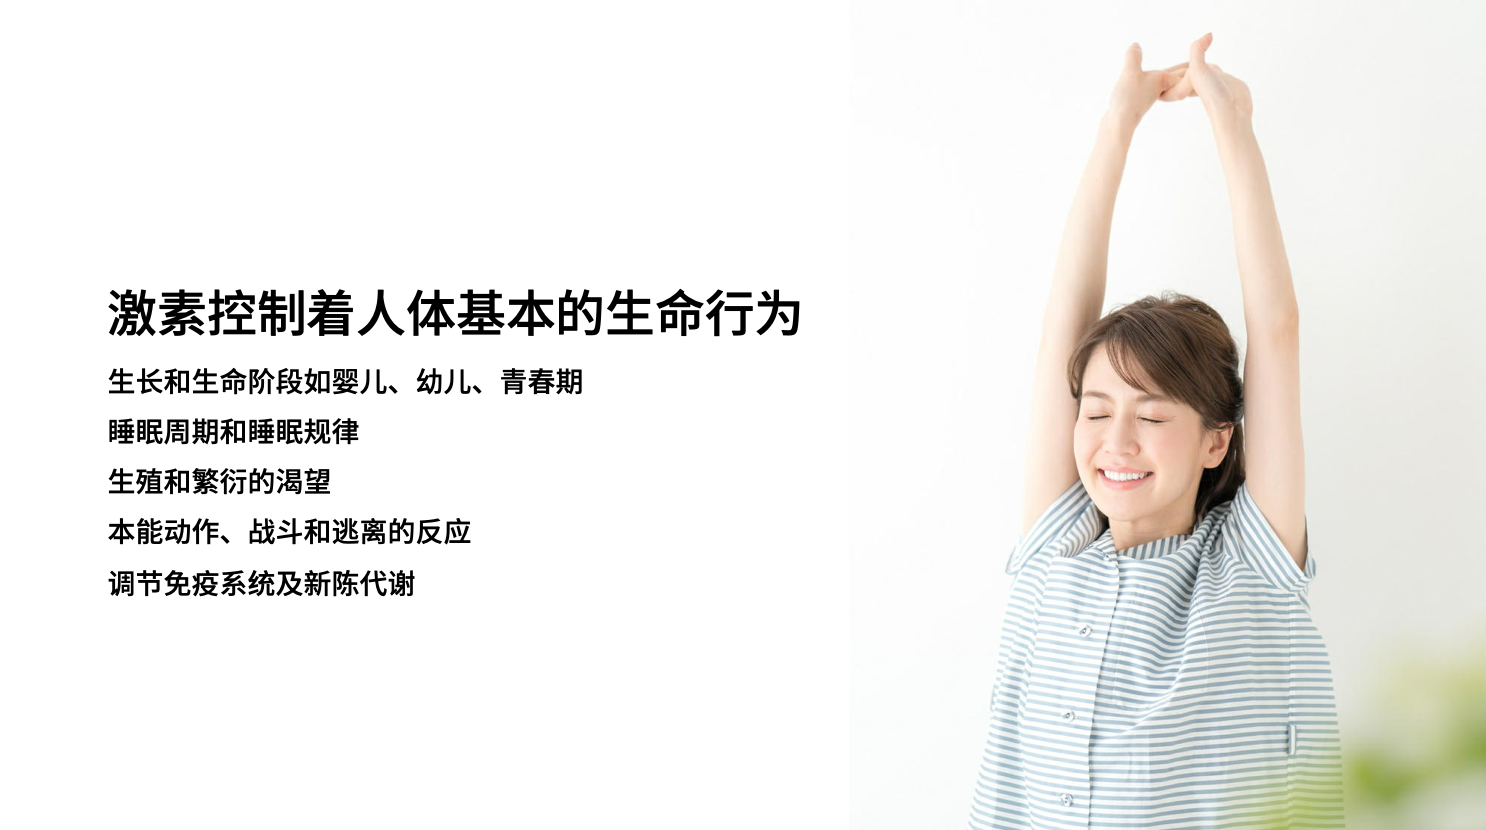 激素控制着人体基本的生命行为
生长和生命阶段如婴儿、幼儿、青春期
睡眠周期和睡眠规律
生殖和繁衍的渴望
本能动作、战斗和逃离的反应
调节免疫系统及新陈代谢